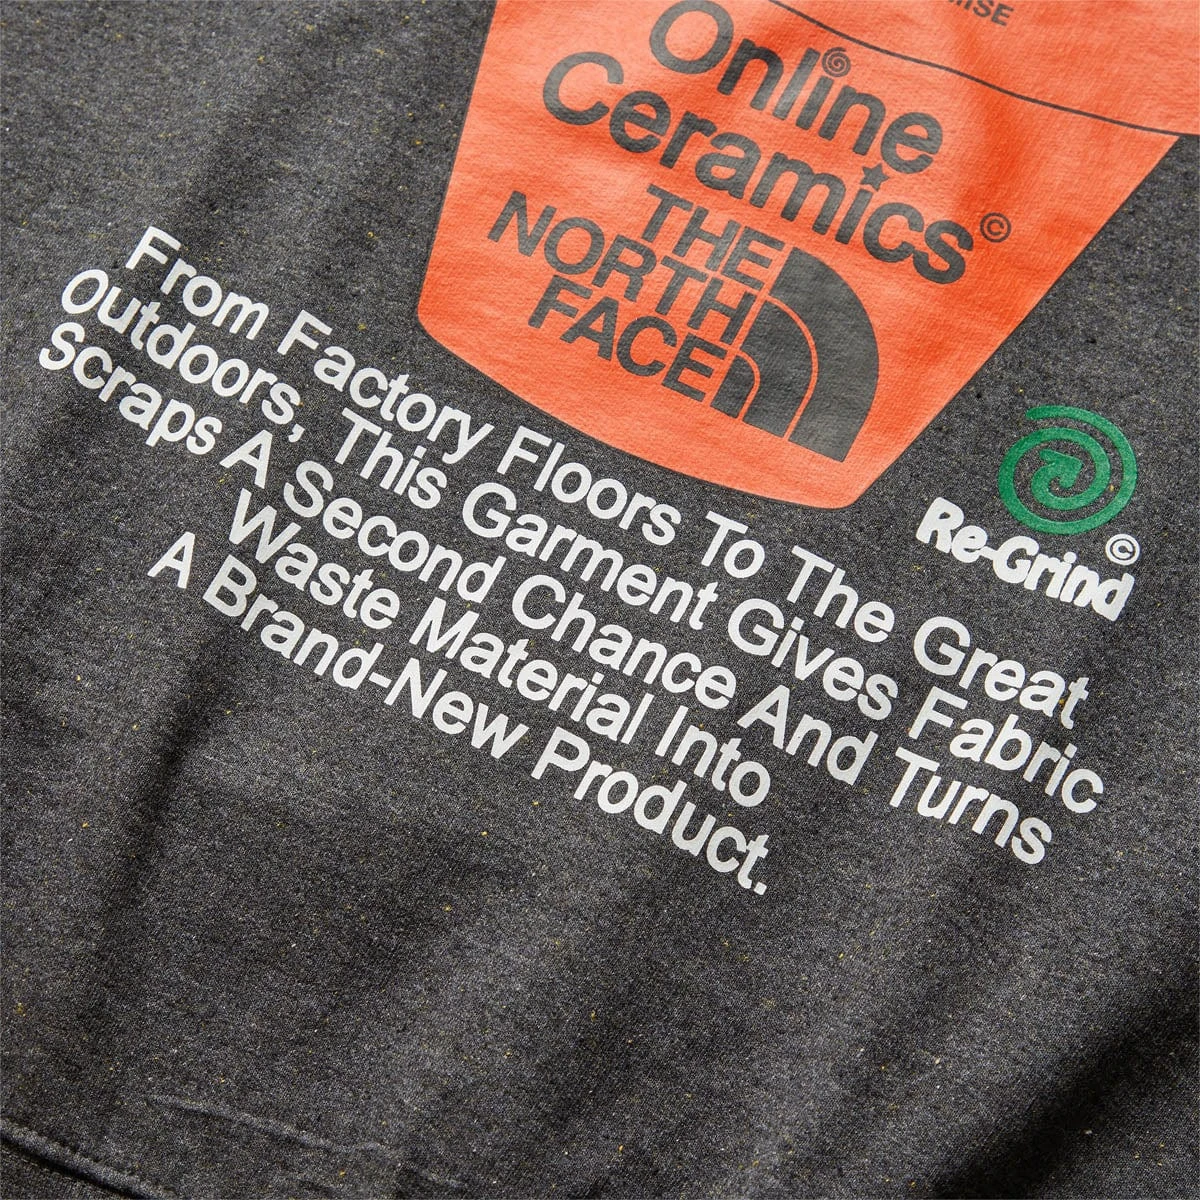 Online
Ceramics©
THE
NORTH
FACE
Re-Grind©
From Factory Floors To The Great
Outdoors, This Garment Gives Fabric
Scraps A Second Chance And Turns
Waste Material Into
A Brand-New Product.